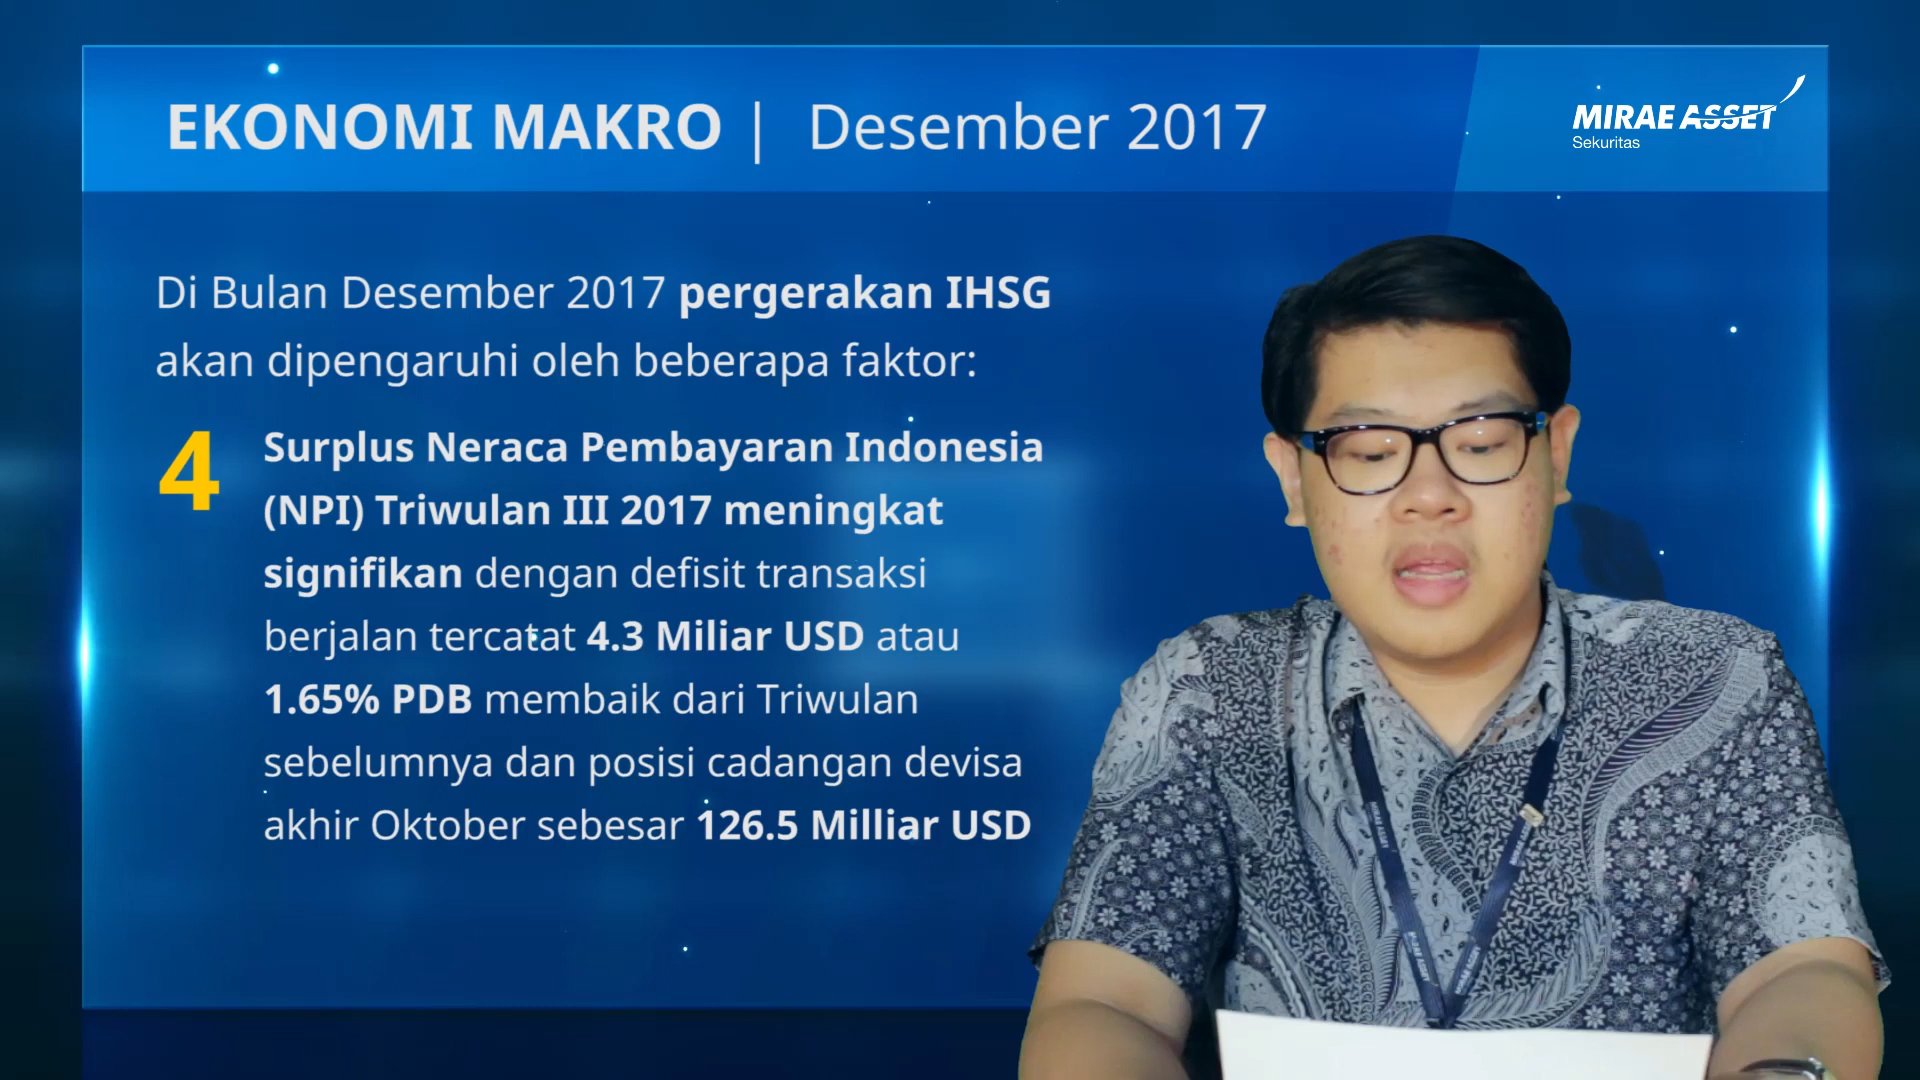 EKONOMI MAKRO | Desember 2017
MIRAE ASSET
Sekuritas
Di Bulan Desember 2017 pergerakan IHSG
akan dipengaruhi oleh beberapa faktor:
4
Surplus Neraca Pembayaran Indonesia
(NPI) Triwulan III 2017 meningkat
signifikan dengan defisit transaksi
berjalan tercatat 4.3 Miliar USD atau
1.65% PDB membaik dari Triwulan
sebelumnya dan posisi cadangan devisa
akhir Oktober sebesar 126.5 Milliar USD